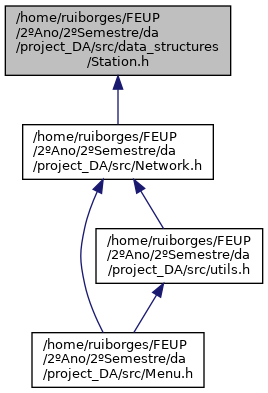 /home/ruiborges/FEUP
/2ºAno/2ºSemestre/da
/project_DA/src/data_structures
/Station.h
/home/ruiborges/FEUP
/2ºAno/2ºSemestre/da
/project_DA/src/Network.h
/home/ruiborges/FEUP
/2ºAno/2ºSemestre/da
/project_DA/src/utils.h
/home/ruiborges/FEUP
/2ºAno/2ºSemestre/da
/project_DA/src/Menu.h